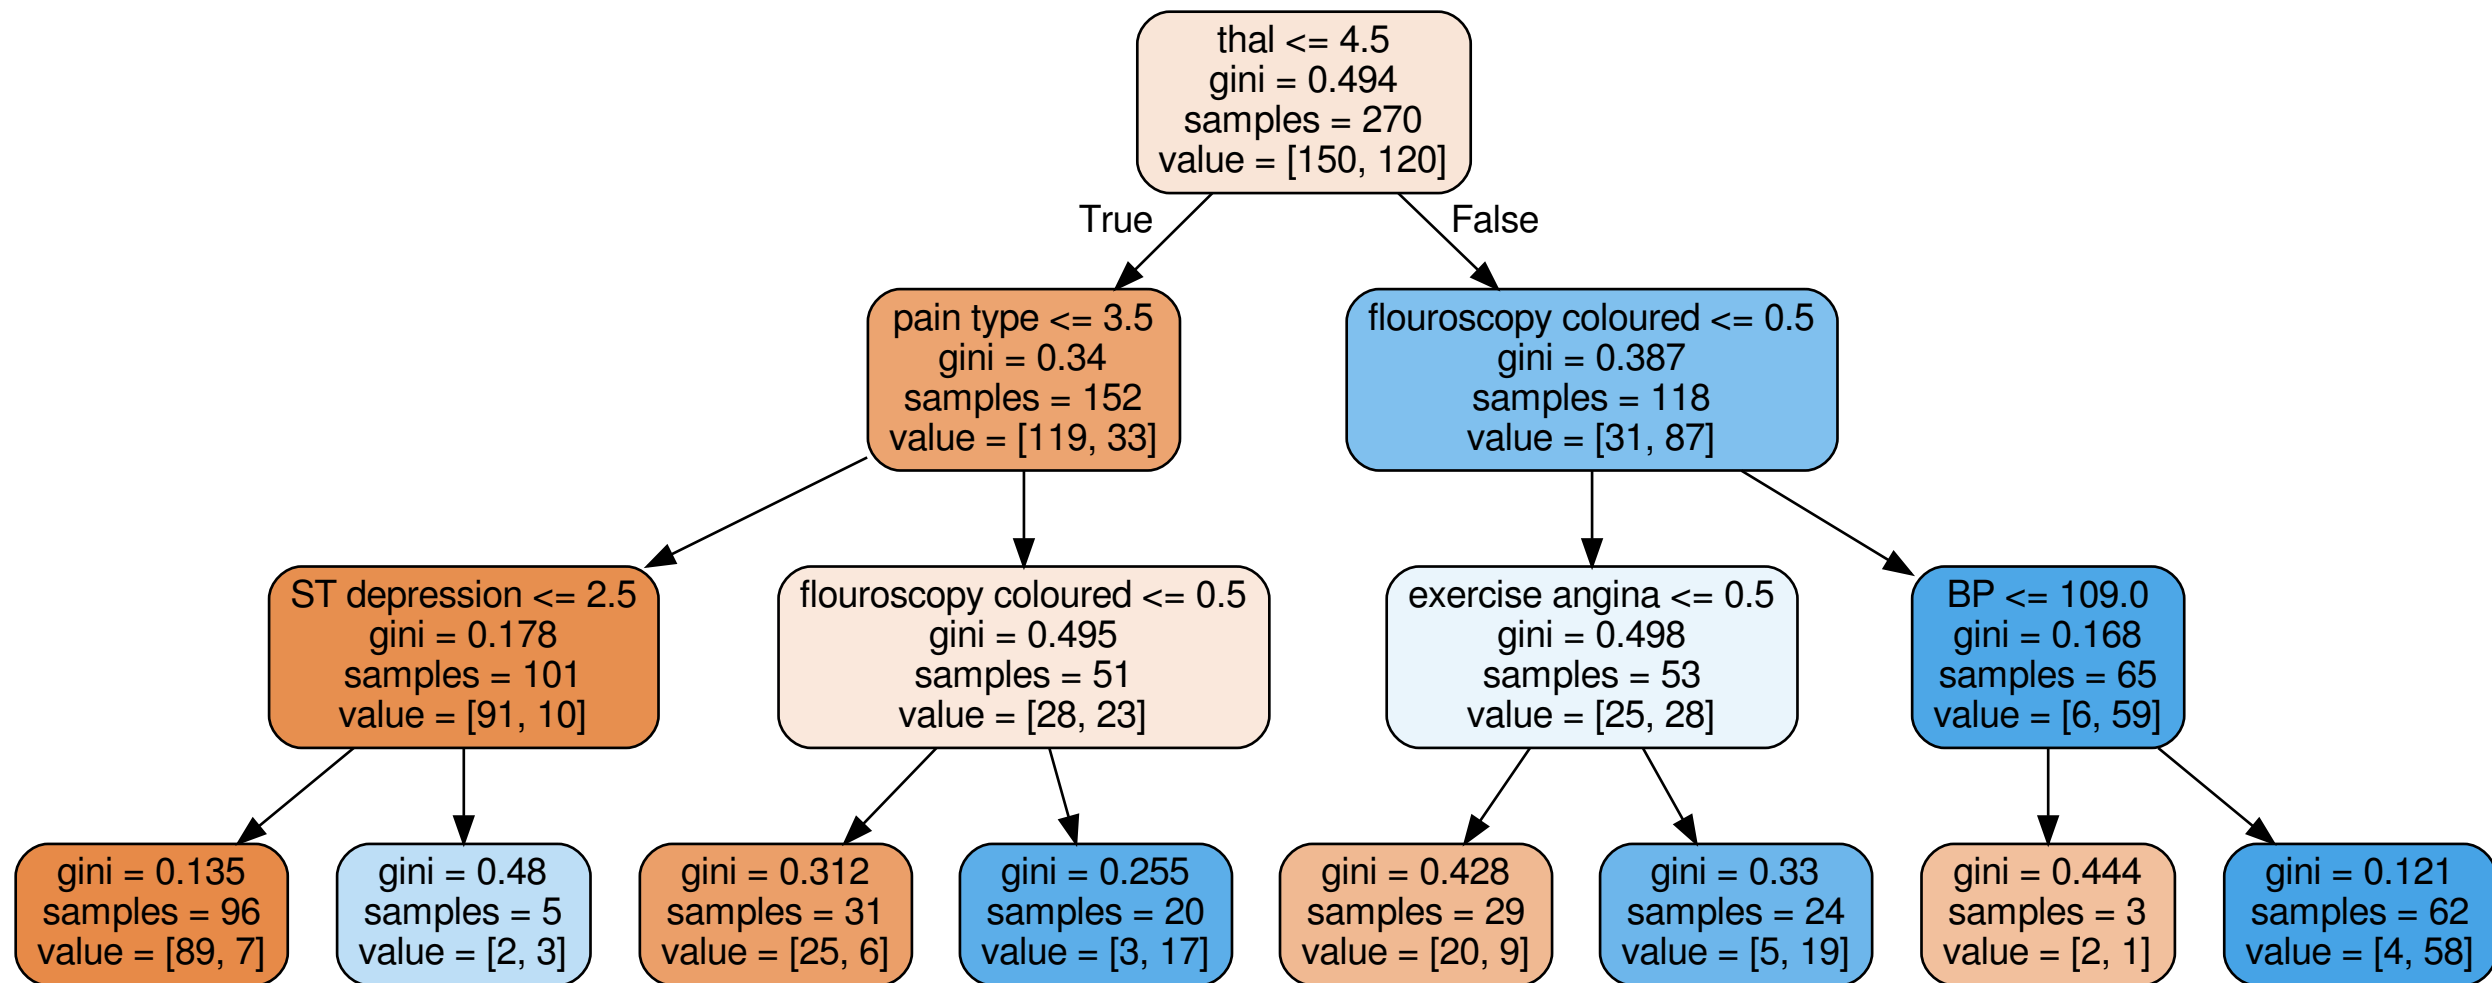 thal <= 4.5
gini = 0.494
samples = 270
value = [150, 120]
True
False
pain type <= 3.5
gini = 0.34
samples = 152
value = [119, 33]
flouroscopy coloured <= 0.5
gini = 0.387
samples = 118
value = [31, 87]
ST depression <= 2.5
gini = 0.178
samples = 101
value = [91, 10]
flouroscopy coloured <= 0.5
gini = 0.495
samples = 51
value = [28, 23]
exercise angina <= 0.5
gini = 0.498
samples = 53
value = [25, 28]
BP <= 109.0
gini = 0.168
samples = 65
value = [6, 59]
gini = 0.135
samples = 96
value = [89, 7]
gini = 0.48
samples = 5
value = [2, 3]
gini = 0.312
samples = 31
value = [25, 6]
gini = 0.255
samples = 20
value = [3, 17]
gini = 0.428
samples = 29
value = [20, 9]
gini = 0.33
samples = 24
value = [5, 19]
gini = 0.444
samples = 3
value = [2, 1]
gini = 0.121
samples = 62
value = [4, 58]